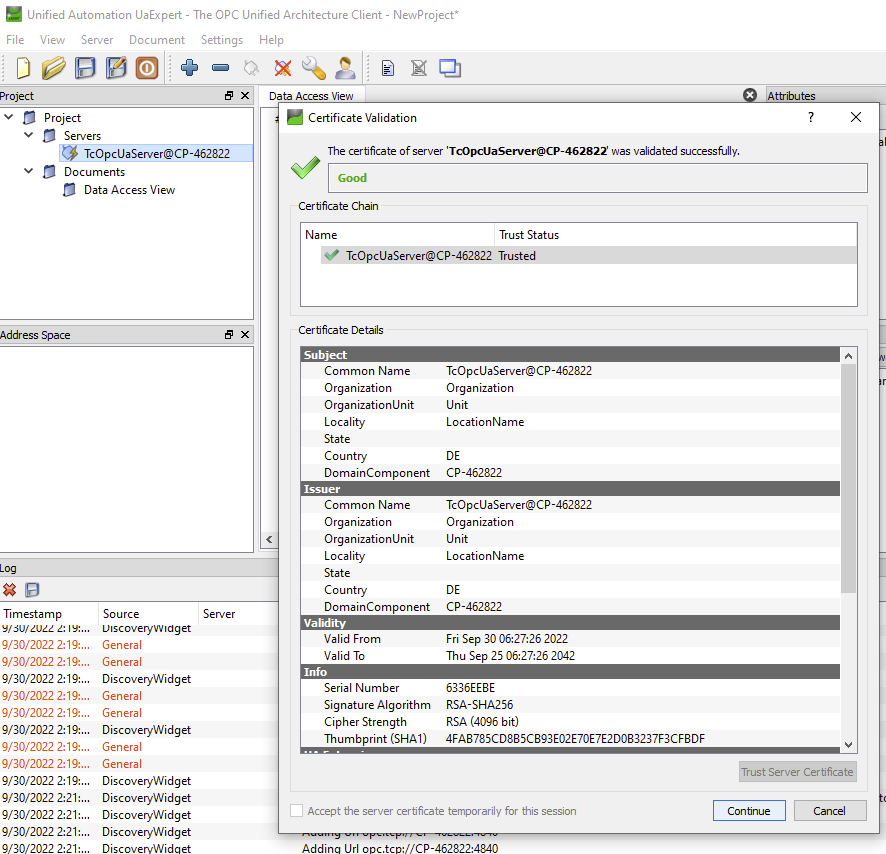 Unified Automation UaExpert - The OPC Unified Architecture Client - NewProject*
File View Server Document Settings Help
Project
Project
Servers
TcOpcUaServer@CP-462822
Documents
Data Access View
Address Space
Data Access View
Attributes
Certificate Validation
?
The certificate of server 'TcOpcUaServer@CP-462822' was validated successfully.
Good
Certificate Chain
Name Trust Status
TcOpcUaServer@CP-462822 Trusted
Certificate Details
Subject
Common Name TcOpcUaServer@CP-462822
Organization Organization
OrganizationUnit Unit
Locality LocationName
State
Country DE
DomainComponent CP-462822
Issuer
Common Name TcOpcUaServer@CP-462822
Organization Organization
OrganizationUnit Unit
Locality LocationName
State
Country DE
DomainComponent CP-462822
Validity
Valid From Fri Sep 30 06:27:26 2022
Valid To Thu Sep 25 06:27:26 2042
Info
Serial Number 6336EEBE
Signature Algorithm RSA-SHA256
Cipher Strength RSA (4096 bit)
Thumbprint (SHA1) 4FAB785CD8B5CB93E02E70E7E2D0B3237F3CFBDF
Trust Server Certificate
Accept the server certificate temporarily for this session
Continue Cancel
Log
Timestamp Source Server
9/30/2022 2:19:... DiscoveryWidget
9/30/2022 2:19:... General
9/30/2022 2:19:... General
9/30/2022 2:19:... DiscoveryWidget
9/30/2022 2:19:... General
9/30/2022 2:19:... General
9/30/2022 2:19:... DiscoveryWidget
9/30/2022 2:19:... General
9/30/2022 2:19:... General
9/30/2022 2:19:... DiscoveryWidget
9/30/2022 2:21:... DiscoveryWidget
9/30/2022 2:21:... DiscoveryWidget
9/30/2022 2:21:... DiscoveryWidget Adding Url opc.tcp://CP-462822:4840
9/30/2022 2:21:... DiscoveryWidget Adding Url opc.tcp://CP-462822:4840